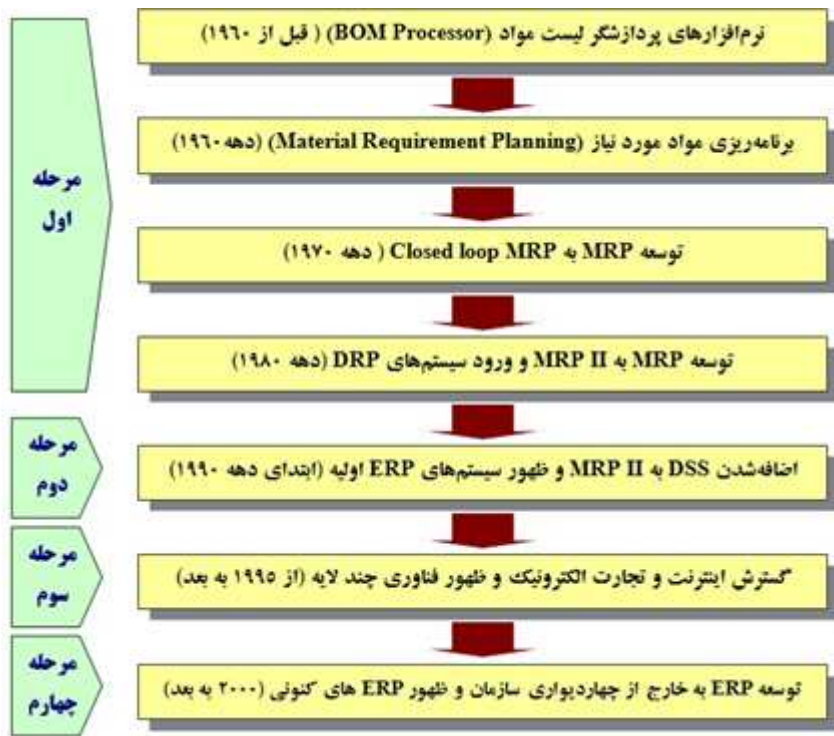 نرم‌افزارهای پردازشگر لیست مواد (BOM Processor) ( قبل از ۱۹٦۰)
برنامه‌ریزی مواد مورد نیاز (Material Requirement Planning) (دهه ۱۹٦۰)
توسعه MRP به Closed loop MRP ( دهه ۱۹۷۰)
توسعه MRP به MRP II و ورود سیستم‌های DRP (دهه ۱۹۸۰)
مرحله
اول
اضافه‌شدن DSS به MRP II و ظهور سیستم‌های ERP اولیه (ابتدای دهه ۱۹۹۰)
مرحله
دوم
گسترش اینترنت و تجارت الکترونیك و ظهور فناوری چند لایه (از ۱۹۹٥ به بعد)
مرحله
سوم
توسعه ERP به خارج از چهاردیواری سازمان و ظهور ERP های کنونی (۲۰۰۰ به بعد)
مرحله
چهارم